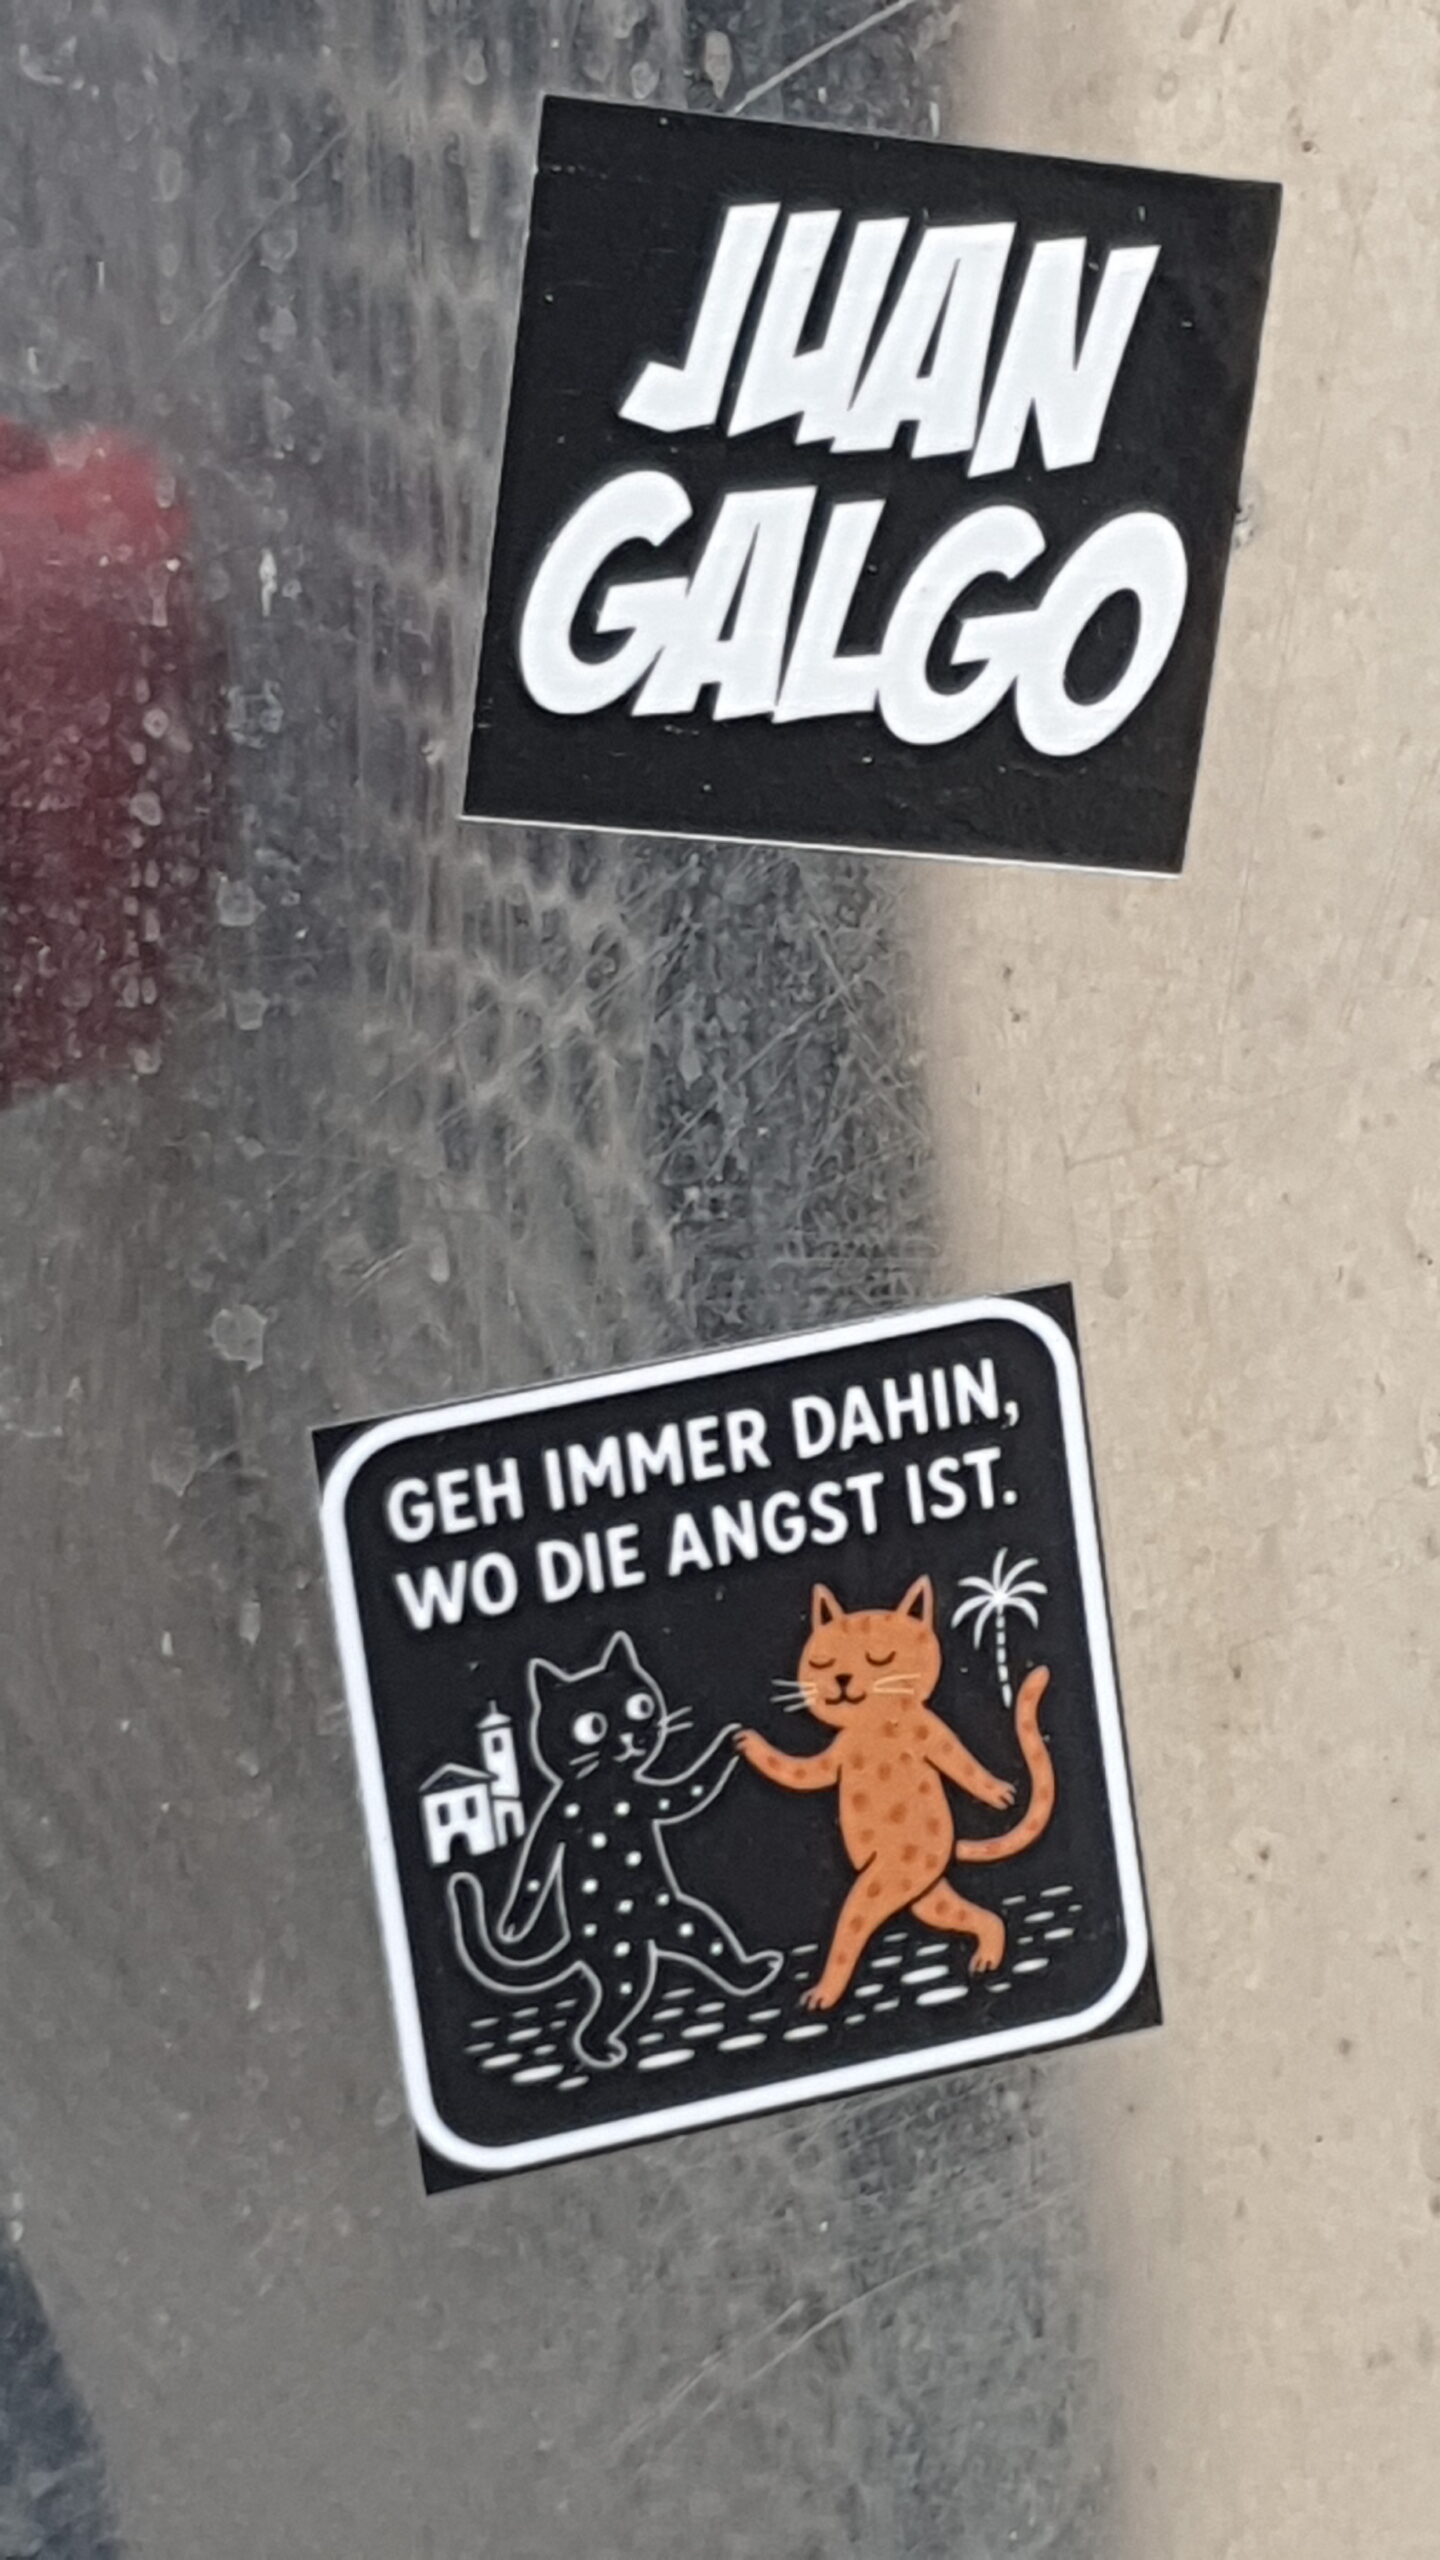 JUAN
GALGO
GEH IMMER DAHIN,
WO DIE ANGST IST.